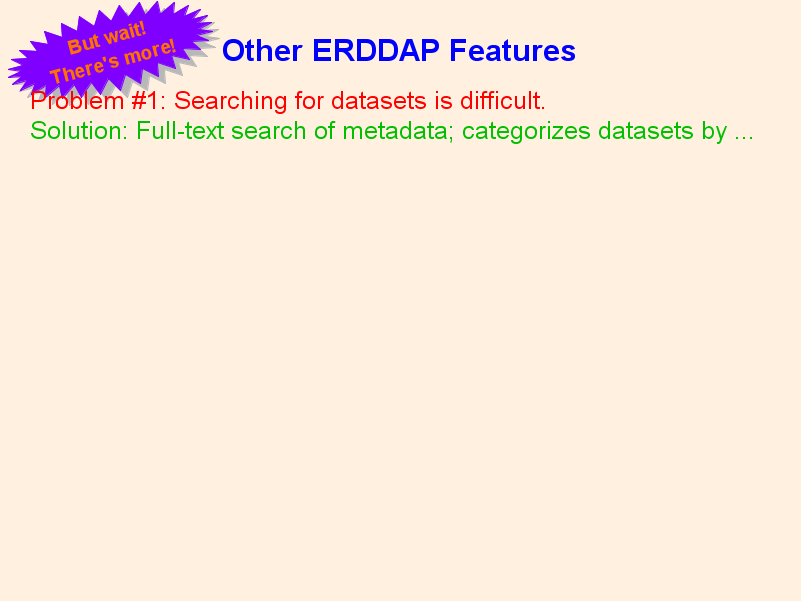 But wait!
There's more!
Other ERDDAP Features
Problem #1: Searching for datasets is difficult.
Solution: Full-text search of metadata; categorizes datasets by ...